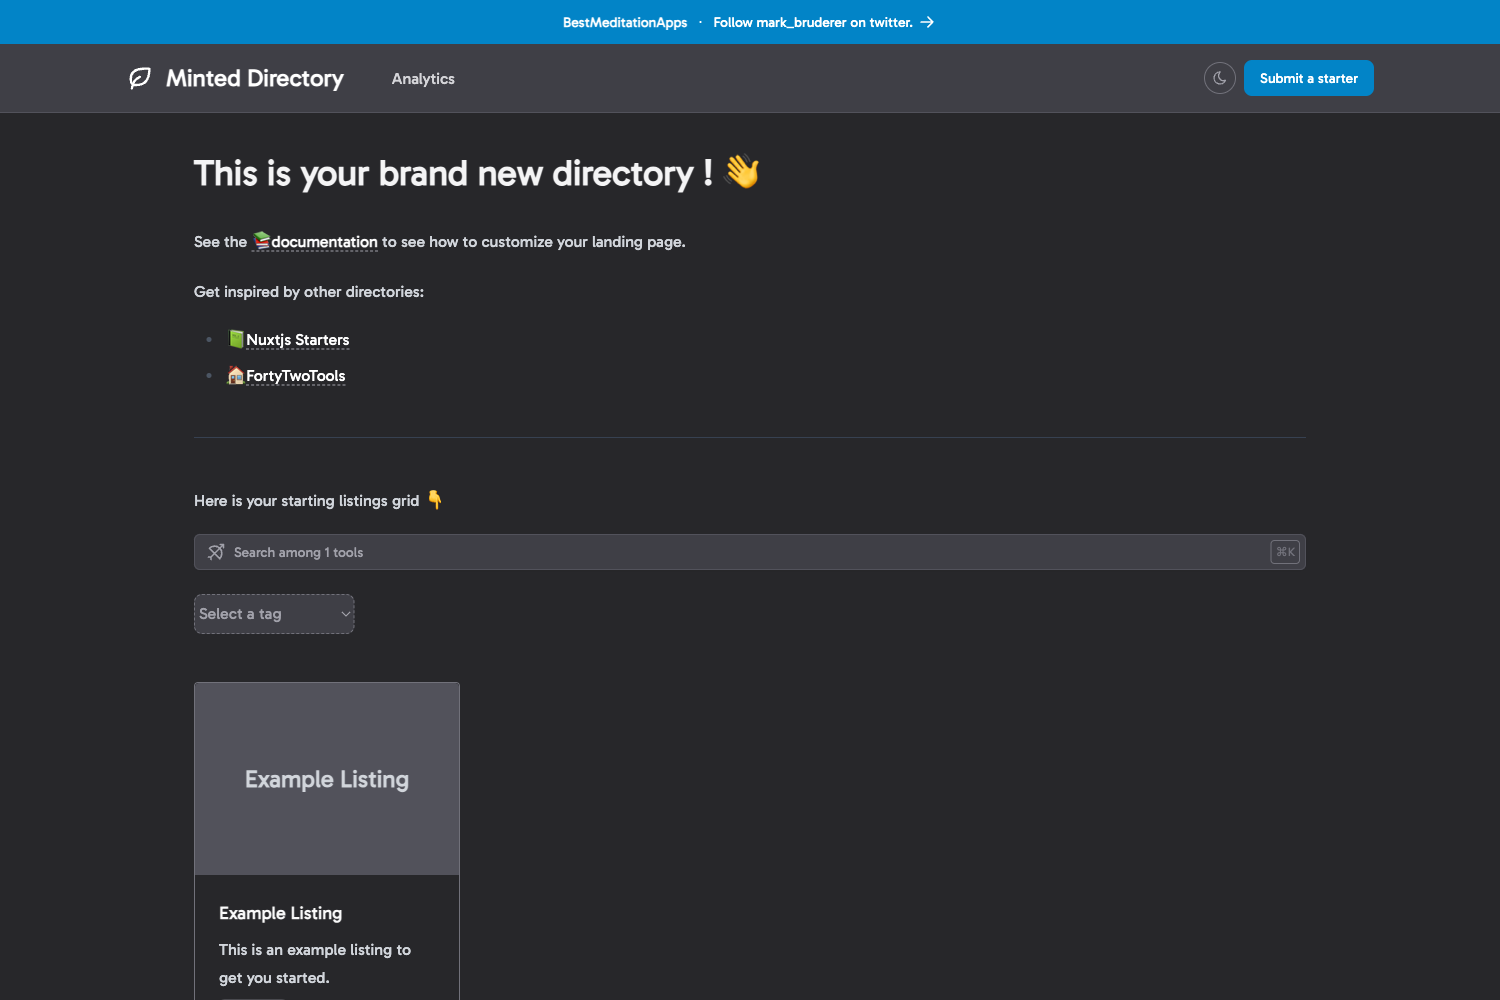 BestMeditationApps · Follow mark_bruderer on twitter. →
Minted Directory
Analytics
Submit a starter
This is your brand new directory ! 👋
See the 📚documentation to see how to customize your landing page.
Get inspired by other directories:
• 📗Nuxtjs Starters
• 🏠FortyTwoTools
Here is your starting listings grid 👇
Search among 1 tools
⌘K
Select a tag
Example Listing
Example Listing
This is an example listing to
get you started.